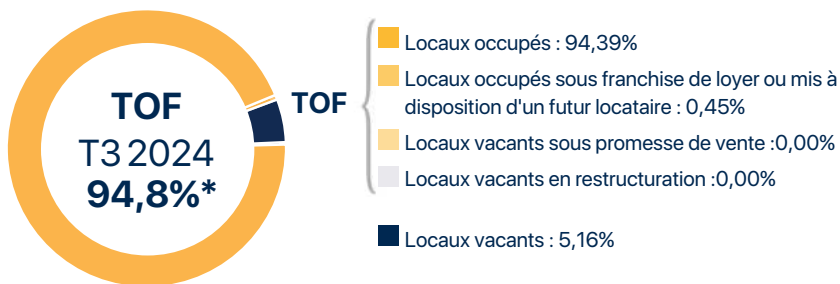 TOF
T3 2024
94,8%*
TOF
Locaux occupés : 94,39%
Locaux occupés sous franchise de loyer ou mis à
disposition d'un futur locataire : 0,45%
Locaux vacants sous promesse de vente :0,00%
Locaux vacants en restructuration :0,00%
Locaux vacants : 5,16%